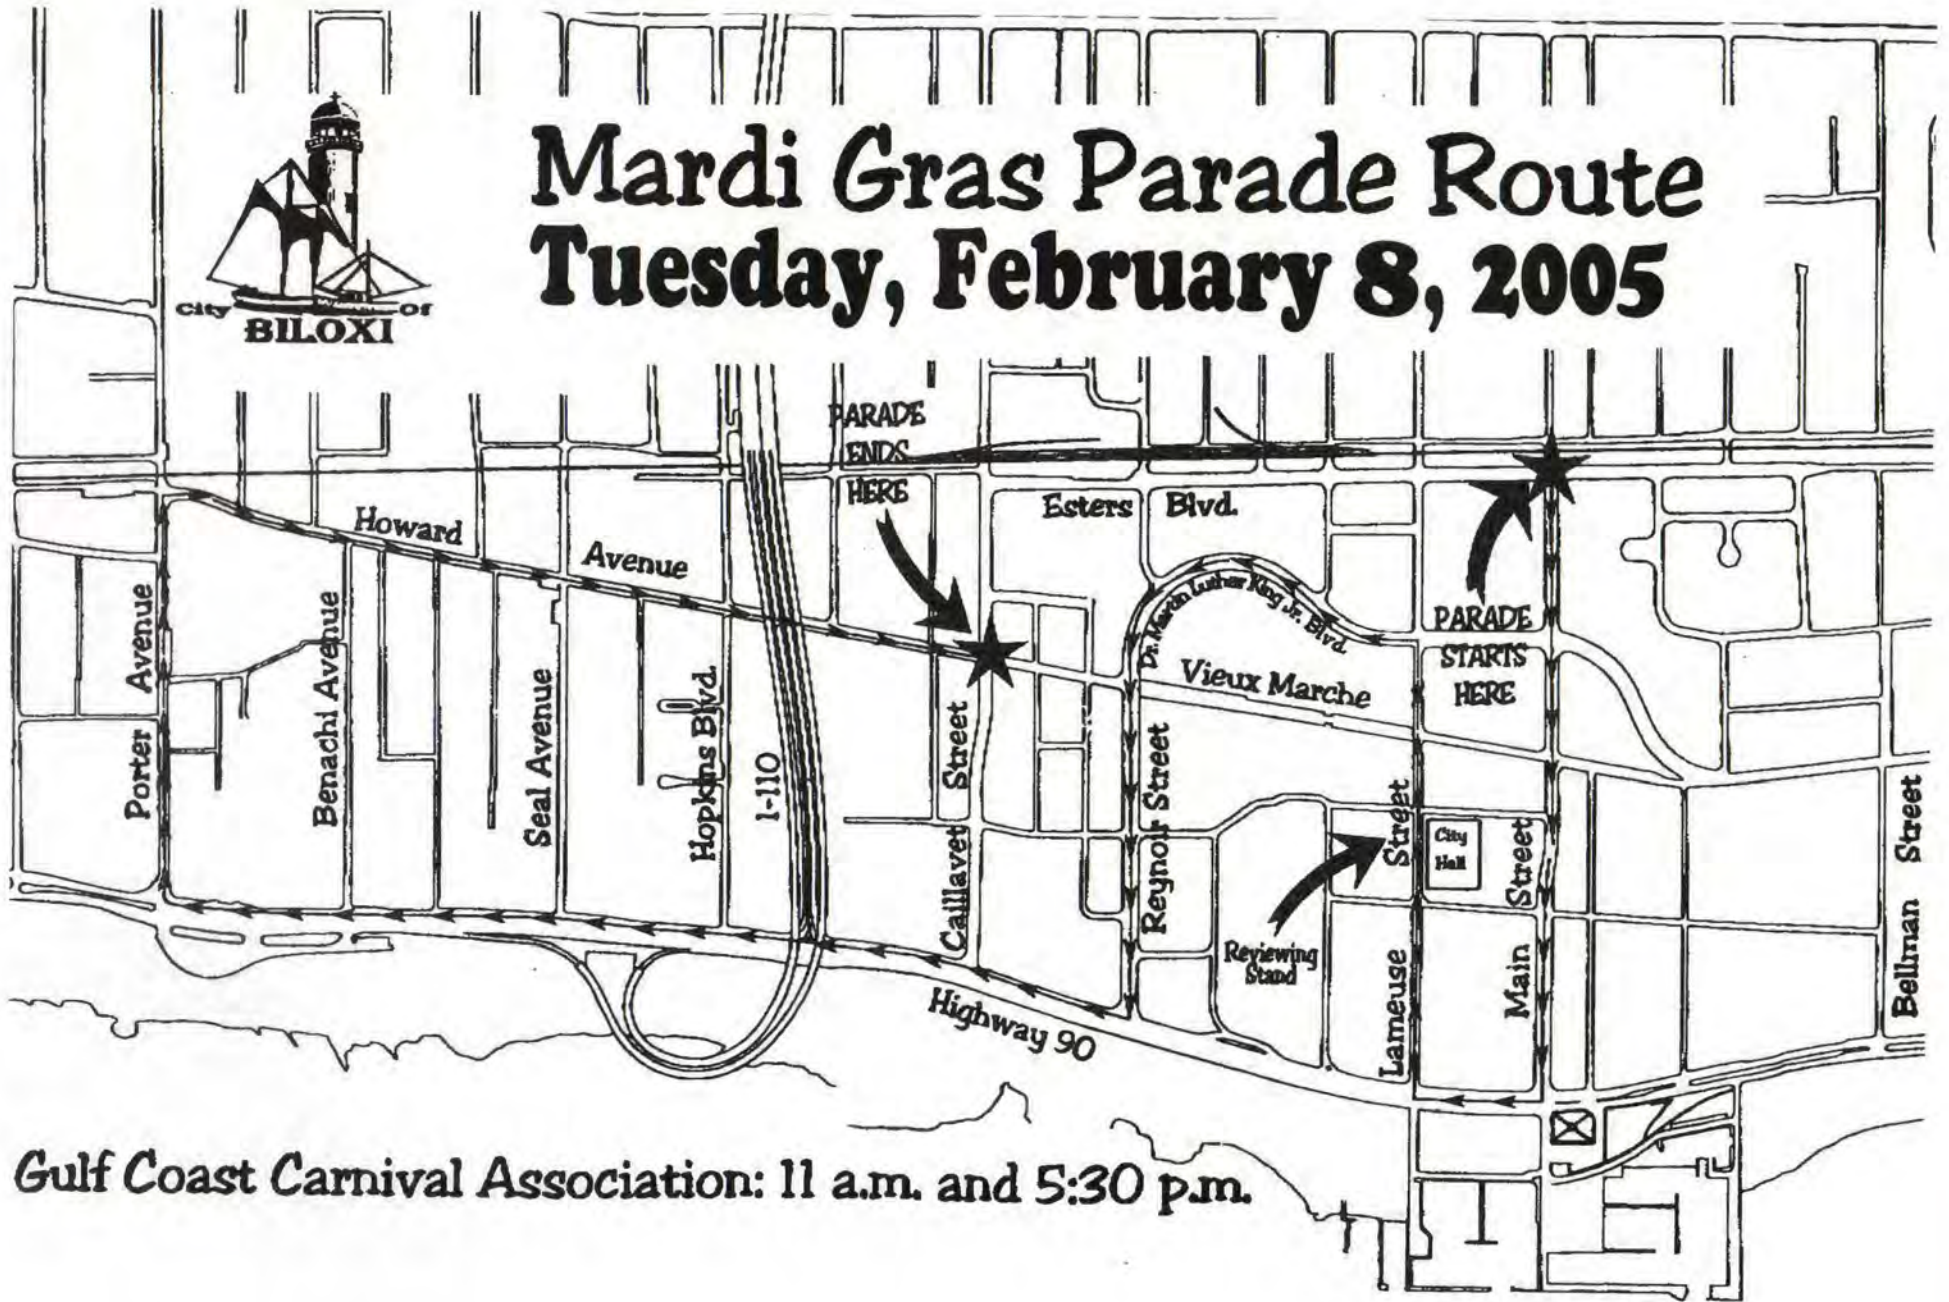 Mardi Gras Parade Route
Tuesday, February 8, 2005
City Of
BILOXI
PARADE
ENDS
HERE
Esters Blvd.
Howard Avenue
Dr. Martin Luther King Jr. Blvd.
PARADE
STARTS
HERE
Vieux Marche
Porter Avenue
Benachi Avenue
Seal Avenue
Hopkins Blvd.
I-110
Caillavet Street
Reynoir Street
Lameuse Street
City
Hall
Main Street
Bellman Street
Reviewing
Stand
Highway 90
Gulf Coast Carnival Association: 11 a.m. and 5:30 p.m.